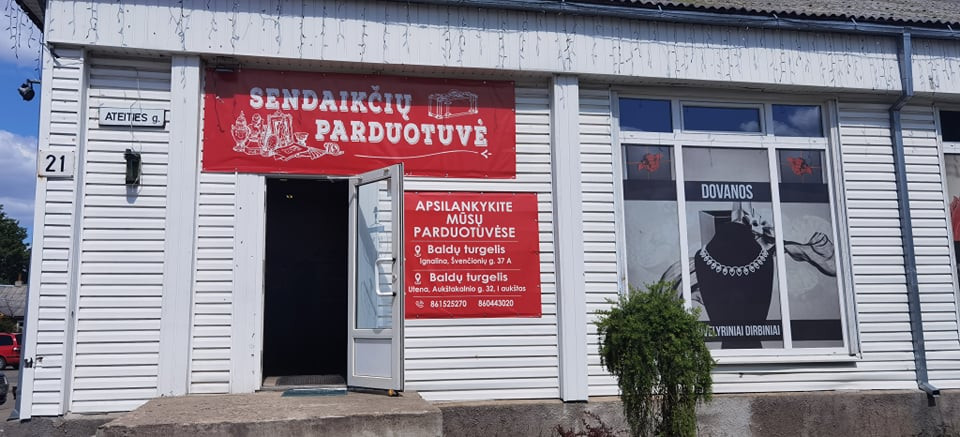 ATEITIES g.
21
SENDAIKČIŲ
PARDUOTUVĖ
APSILANKYKITE
MŪSŲ
PARDUOTUVĖSE
Baldų turgelis
Ignalina, Švenčionių g. 37 A
Baldų turgelis
Utena, Aukštakalnio g. 32, I aukštas
861525270 860443020
DOVANOS
UVELYRINIAI DIRBINIAI